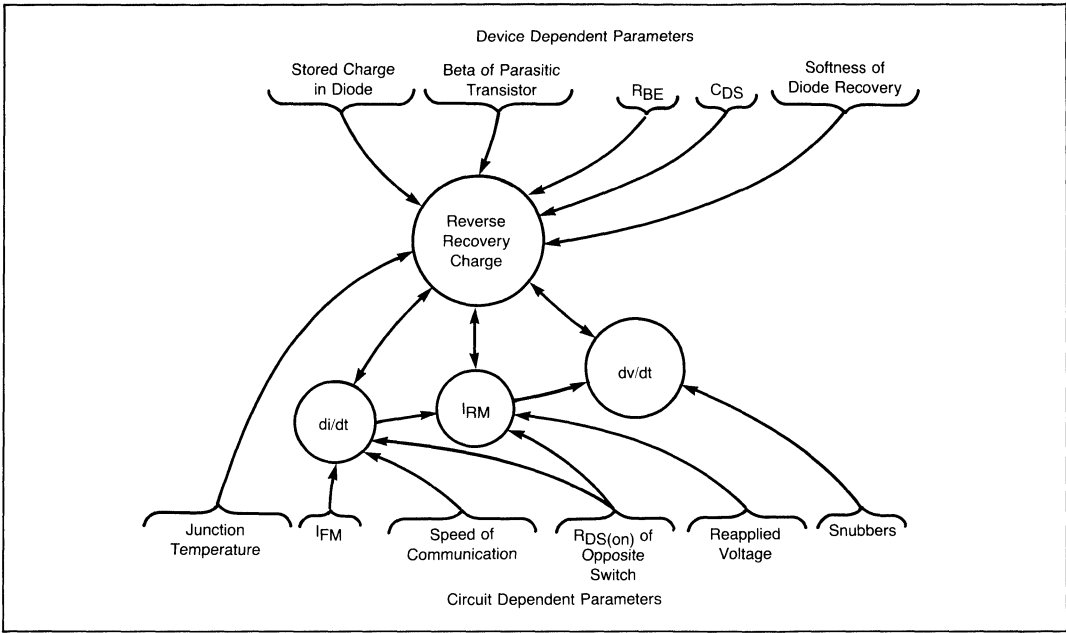 Device Dependent Parameters
Stored Charge
in Diode
Beta of Parasitic
Transistor
RBE
CDS
Softness of
Diode Recovery
Reverse
Recovery
Charge
di/dt
IRM
dv/dt
Junction
Temperature
IFM
Speed of
Communication
RDS(on) of
Opposite
Switch
Reapplied
Voltage
Snubbers
Circuit Dependent Parameters